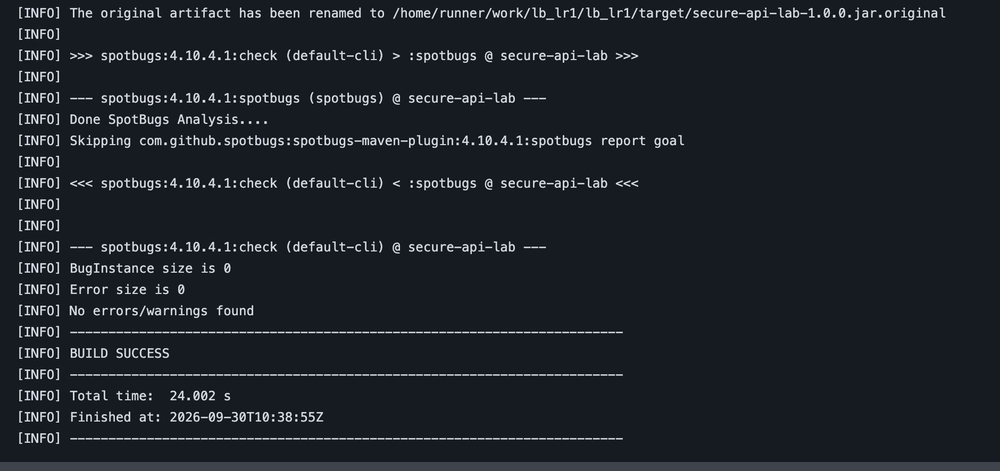 [INFO] The original artifact has been renamed to /home/runner/work/lb_lr1/lb_lr1/target/secure-api-lab-1.0.0.jar.original
[INFO]
[INFO] >>> spotbugs:4.10.4.1:check (default-cli) > :spotbugs @ secure-api-lab >>>
[INFO]
[INFO] --- spotbugs:4.10.4.1:spotbugs (spotbugs) @ secure-api-lab ---
[INFO] Done SpotBugs Analysis....
[INFO] Skipping com.github.spotbugs:spotbugs-maven-plugin:4.10.4.1:spotbugs report goal
[INFO]
[INFO] <<< spotbugs:4.10.4.1:check (default-cli) < :spotbugs @ secure-api-lab <<<
[INFO]
[INFO]
[INFO] --- spotbugs:4.10.4.1:check (default-cli) @ secure-api-lab ---
[INFO] BugInstance size is 0
[INFO] Error size is 0
[INFO] No errors/warnings found
[INFO] ------------------------------------------------------------------------
[INFO] BUILD SUCCESS
[INFO] ------------------------------------------------------------------------
[INFO] Total time:  24.002 s
[INFO] Finished at: 2026-09-30T10:38:55Z
[INFO] ------------------------------------------------------------------------